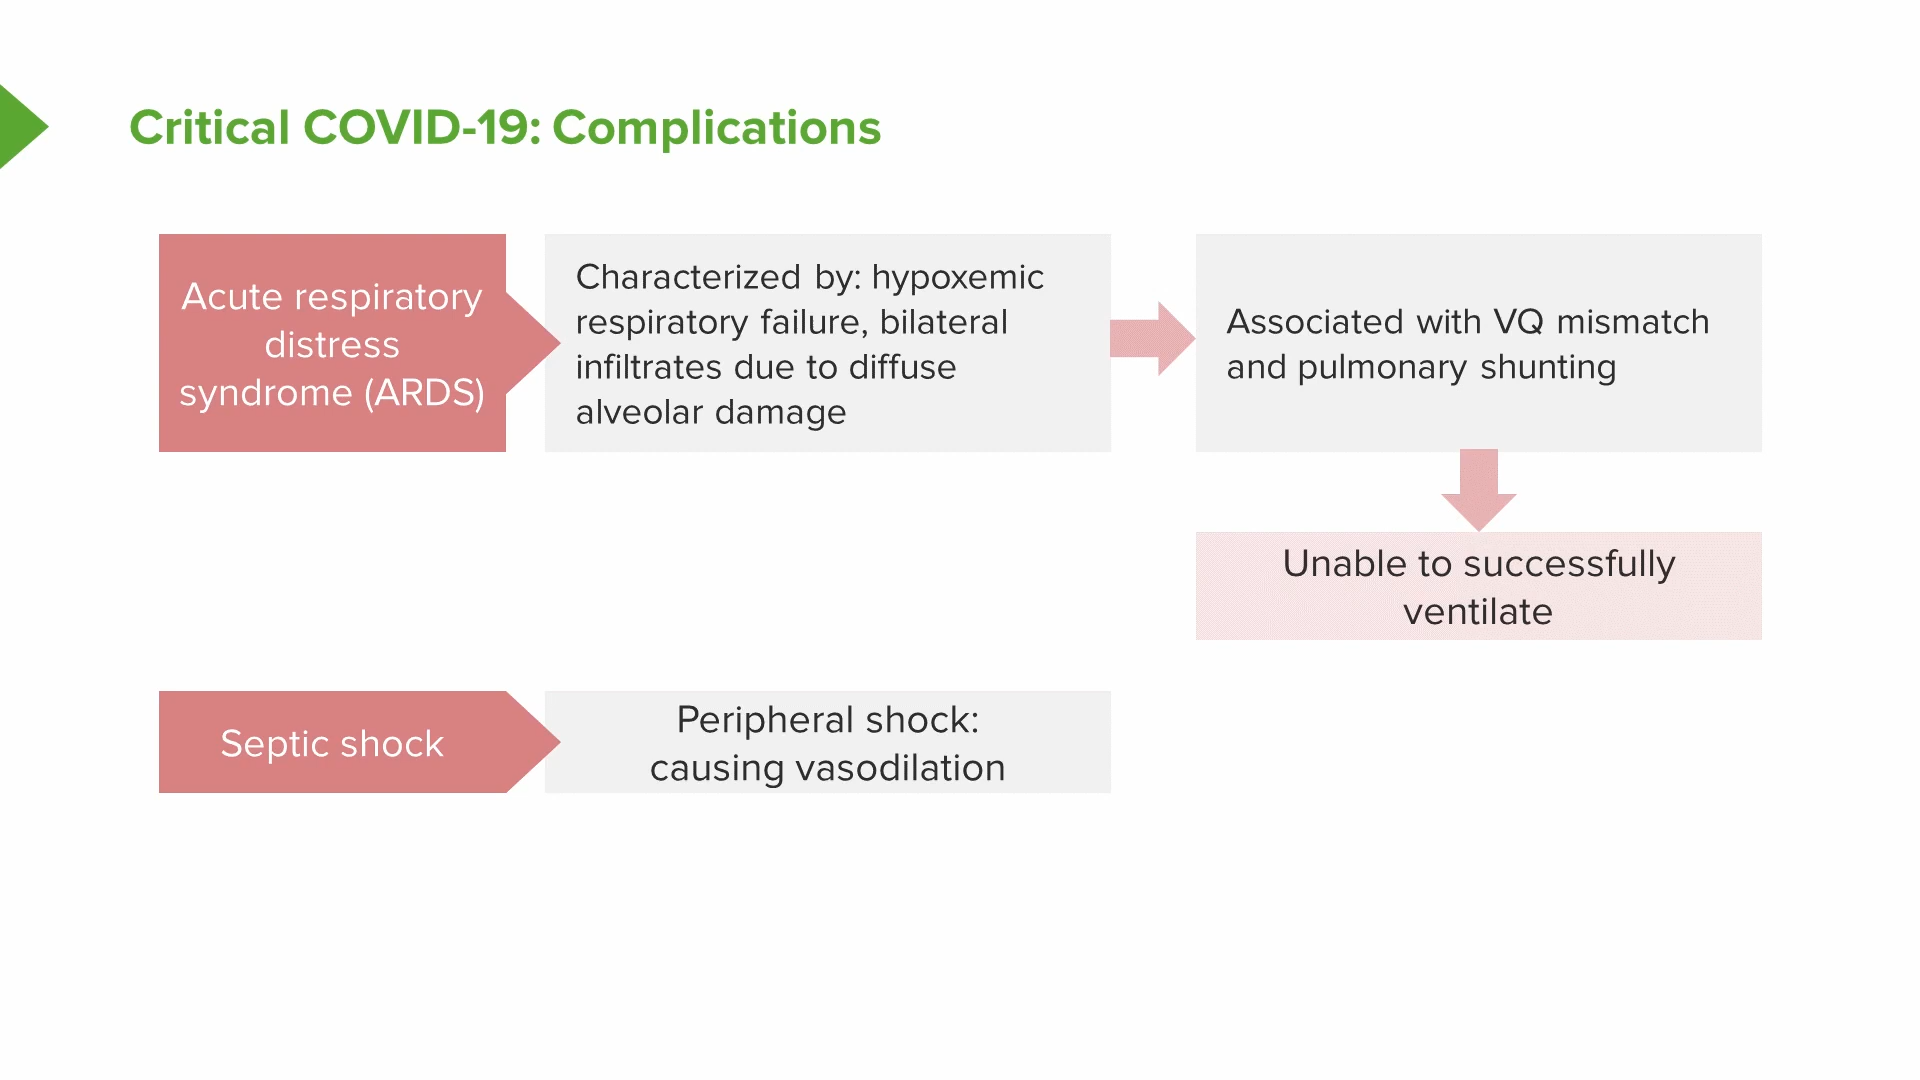 Critical COVID-19: Complications
Acute respiratory
distress
syndrome (ARDS)
Characterized by: hypoxemic
respiratory failure, bilateral
infiltrates due to diffuse
alveolar damage
Associated with VQ mismatch
and pulmonary shunting
Unable to successfully
ventilate
Septic shock
Peripheral shock:
causing vasodilation